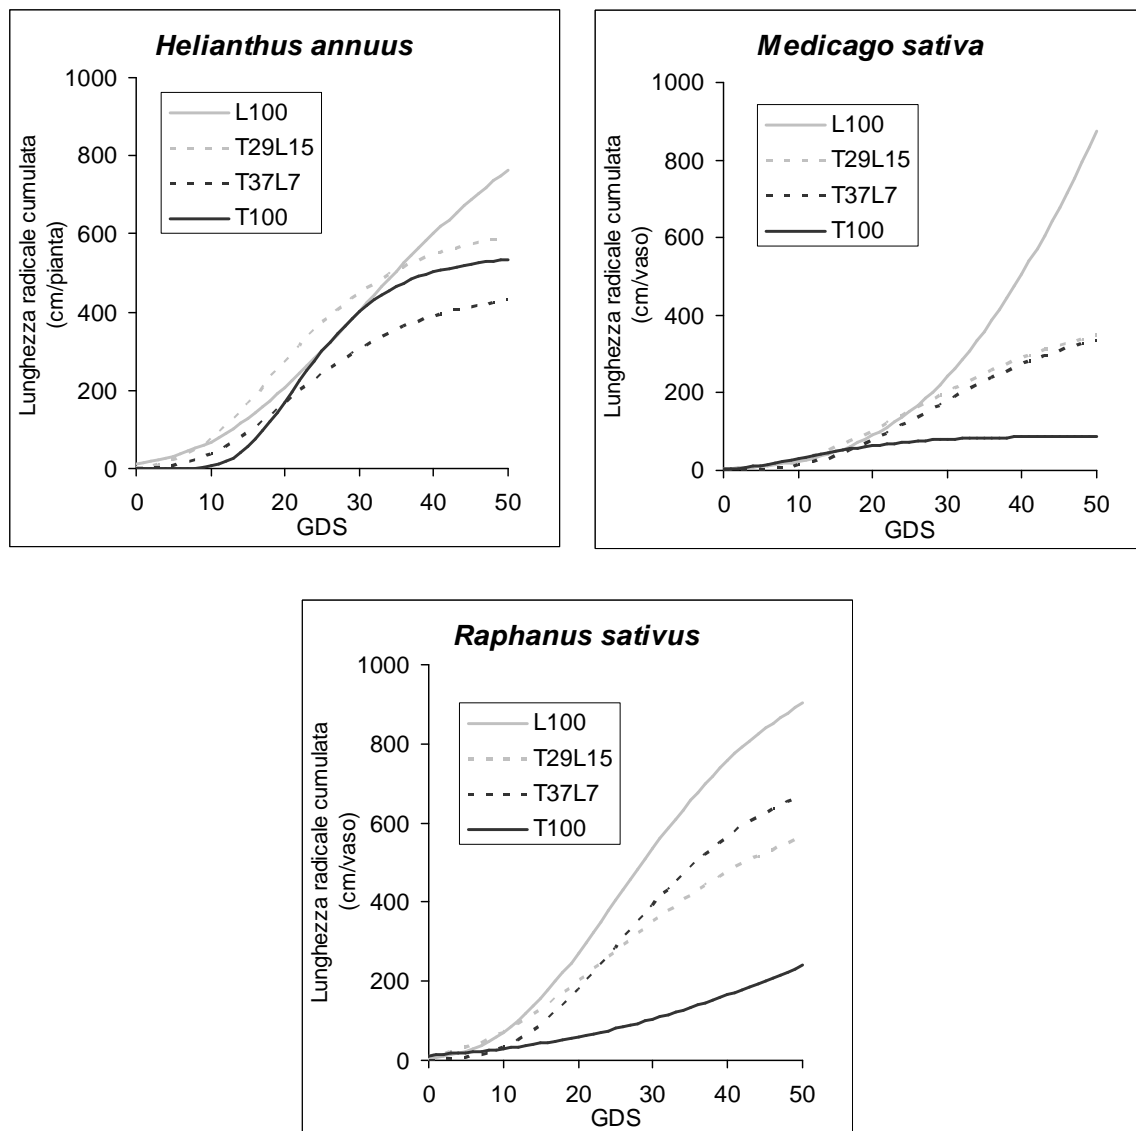 Helianthus annuus
Lunghezza radicale cumulata
(cm/pianta)
1000
800
600
400
200
0
L100
T29L15
T37L7
T100
0 10 20 30 40 50
GDS
Medicago sativa
Lunghezza radicale cumulata
(cm/vaso)
1000
800
600
400
200
0
L100
T29L15
T37L7
T100
0 10 20 30 40 50
GDS
Raphanus sativus
Lunghezza radicale cumulata
(cm/vaso)
1000
800
600
400
200
0
L100
T29L15
T37L7
T100
0 10 20 30 40 50
GDS